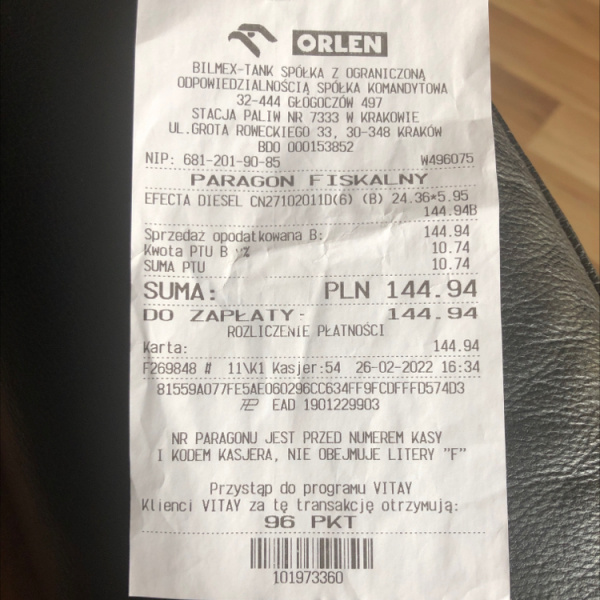 ORLEN
BILMEX-TANK SPÓŁKA Z OGRANICZONĄ
ODPOWIEDZIALNOŚCIĄ SPÓŁKA KOMANDYTOWA
32-444 GŁOGOCZÓW 497
STACJA PALIW NR 7333 W KRAKOWIE
UL.GROTA ROWECKIEGO 33, 30-348 KRAKÓW
BDO 000153852
NIP: 681-201-90-85 W496075
PARAGON FISKALNY
EFECTA DIESEL CN27102011D(6) (B) 24.36*5.95
144.94B
Sprzedaż opodatkowana B: 144.94
Kwota PTU B % 10.74
SUMA PTU 10.74
SUMA: PLN 144.94
DO ZAPŁATY: 144.94
ROZLICZENIE PŁATNOŚCI
Karta: 144.94
F269848 # 11\K1 Kasjer:54 26-02-2022 16:34
81559A077FE5AE060296CC634FF9FCDFFFD574D3
EAD 1901229903
NR PARAGONU JEST PRZED NUMEREM KASY
I KODEM KASJERA, NIE OBEJMUJE LITERY "F"
Przystąp do programu VITAY
Klienci VITAY za tę transakcję otrzymują:
96 PKT
101973360